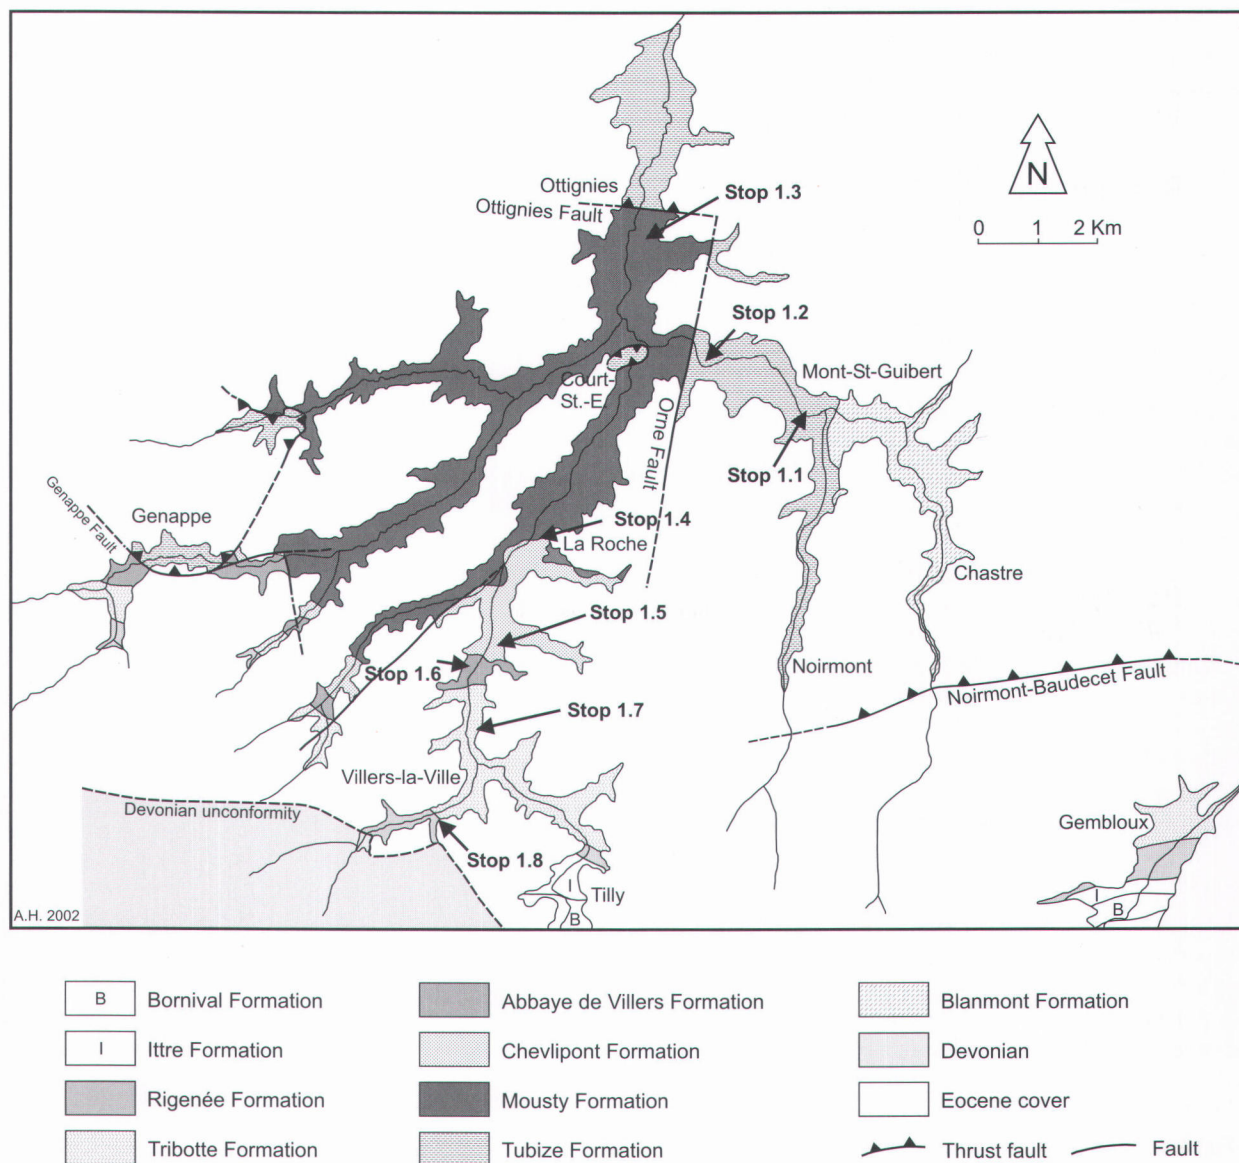 Ottignies
Ottignies Fault
Stop 1.3
N
0 1 2 Km
Stop 1.2
Mont-St-Guibert
Court-
St.-E.
Orne Fault
Stop 1.1
Genappe Fault
Genappe
Stop 1.4
La Roche
Chastre
Stop 1.5
Stop 1.6
Noirmont
Noirmont-Baudecet Fault
Stop 1.7
Villers-la-Ville
Devonian unconformity
Gembloux
Stop 1.8
I
Tilly
B
I
B
A.H. 2002
B Bornival Formation
I Ittre Formation
Rigenée Formation
Tribotte Formation
Abbaye de Villers Formation
Chevlipont Formation
Mousty Formation
Tubize Formation
Blanmont Formation
Devonian
Eocene cover
Thrust fault
Fault